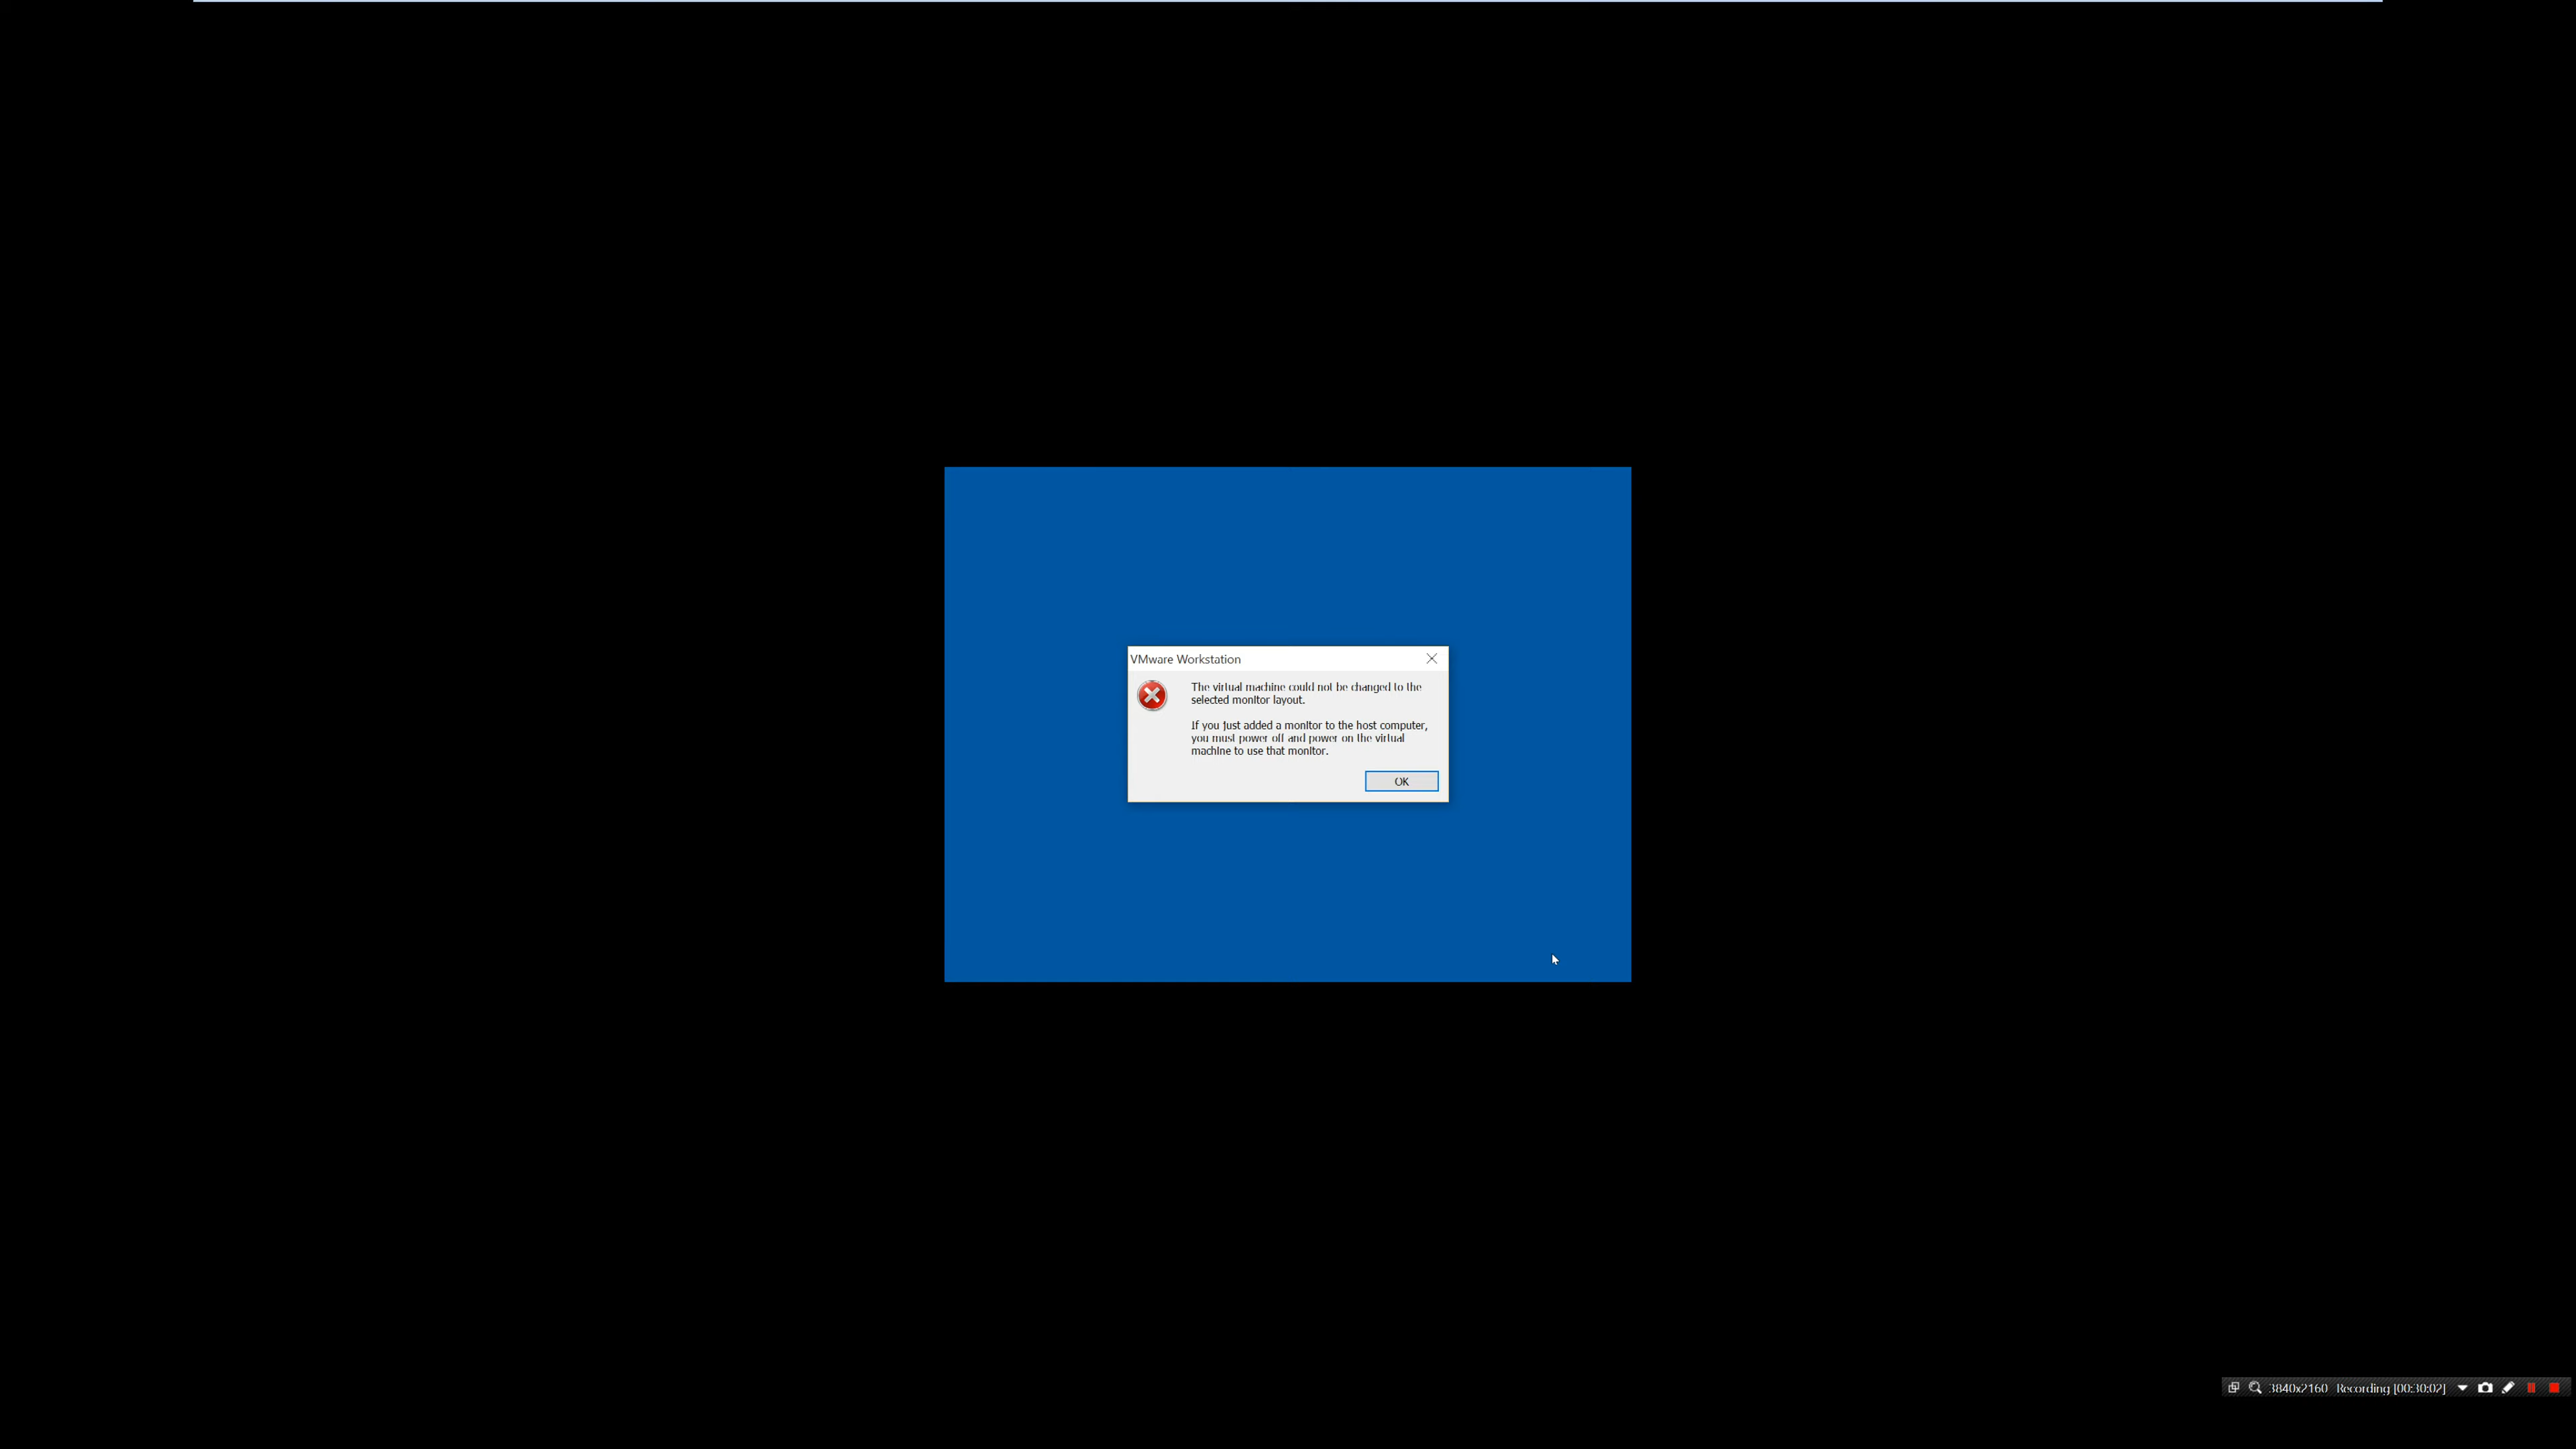 VMware Workstation
The virtual machine could not be changed to the
selected monitor layout.
If you just added a monitor to the host computer,
you must power off and power on the virtual
machine to use that monitor.
OK
3840x2160 Recording [00:30:02]